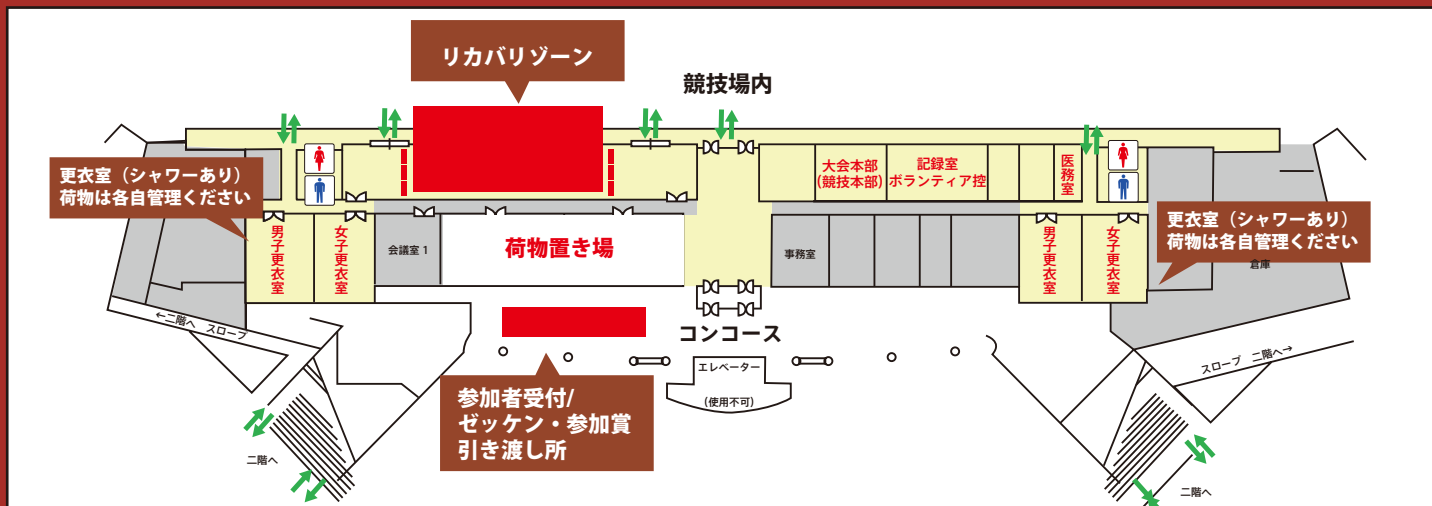 リカバリゾーン
競技場内
更衣室（シャワーあり）
荷物は各自管理ください
大会本部
(競技本部)
記録室
ボランティア控
医務室
更衣室（シャワーあり）
荷物は各自管理ください
男子更衣室
女子更衣室
会議室 1
荷物置き場
事務室
男子更衣室
女子更衣室
倉庫
←二階へ　スロープ
コンコース
スロープ　二階へ→
エレベーター
(使用不可)
参加者受付/
ゼッケン・参加賞
引き渡し所
二階へ
二階へ